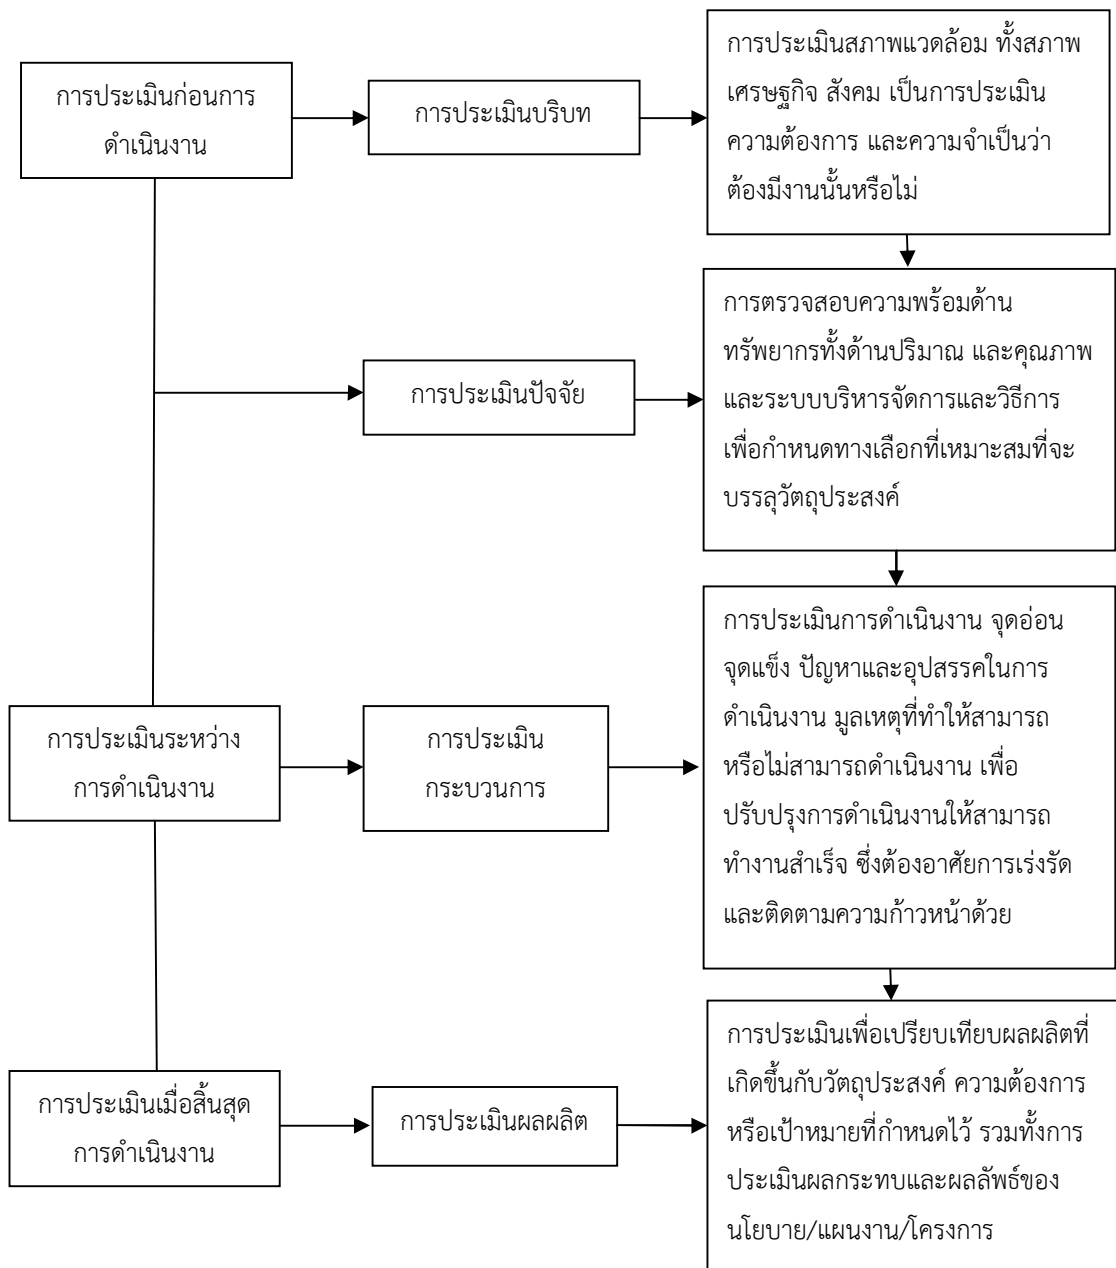 การประเมินก่อนการ
ดำเนินงาน
การประเมินบริบท
การประเมินสภาพแวดล้อม ทั้งสภาพ
เศรษฐกิจ สังคม เป็นการประเมิน
ความต้องการ และความจำเป็นว่า
ต้องมีงานนั้นหรือไม่
การประเมินปัจจัย
การตรวจสอบความพร้อมด้าน
ทรัพยากรทั้งด้านปริมาณ และคุณภาพ
และระบบบริหารจัดการและวิธีการ
เพื่อกำหนดทางเลือกที่เหมาะสมที่จะ
บรรลุวัตถุประสงค์
การประเมินระหว่าง
การดำเนินงาน
การประเมิน
กระบวนการ
การประเมินการดำเนินงาน จุดอ่อน
จุดแข็ง ปัญหาและอุปสรรคในการ
ดำเนินงาน มูลเหตุที่ทำให้สามารถ
หรือไม่สามารถดำเนินงาน เพื่อ
ปรับปรุงการดำเนินงานให้สามารถ
ทำงานสำเร็จ ซึ่งต้องอาศัยการเร่งรัด
และติดตามความก้าวหน้าด้วย
การประเมินเมื่อสิ้นสุด
การดำเนินงาน
การประเมินผลผลิต
การประเมินเพื่อเปรียบเทียบผลผลิตที่
เกิดขึ้นกับวัตถุประสงค์ ความต้องการ
หรือเป้าหมายที่กำหนดไว้ รวมทั้งการ
ประเมินผลกระทบและผลลัพธ์ของ
นโยบาย/แผนงาน/โครงการ